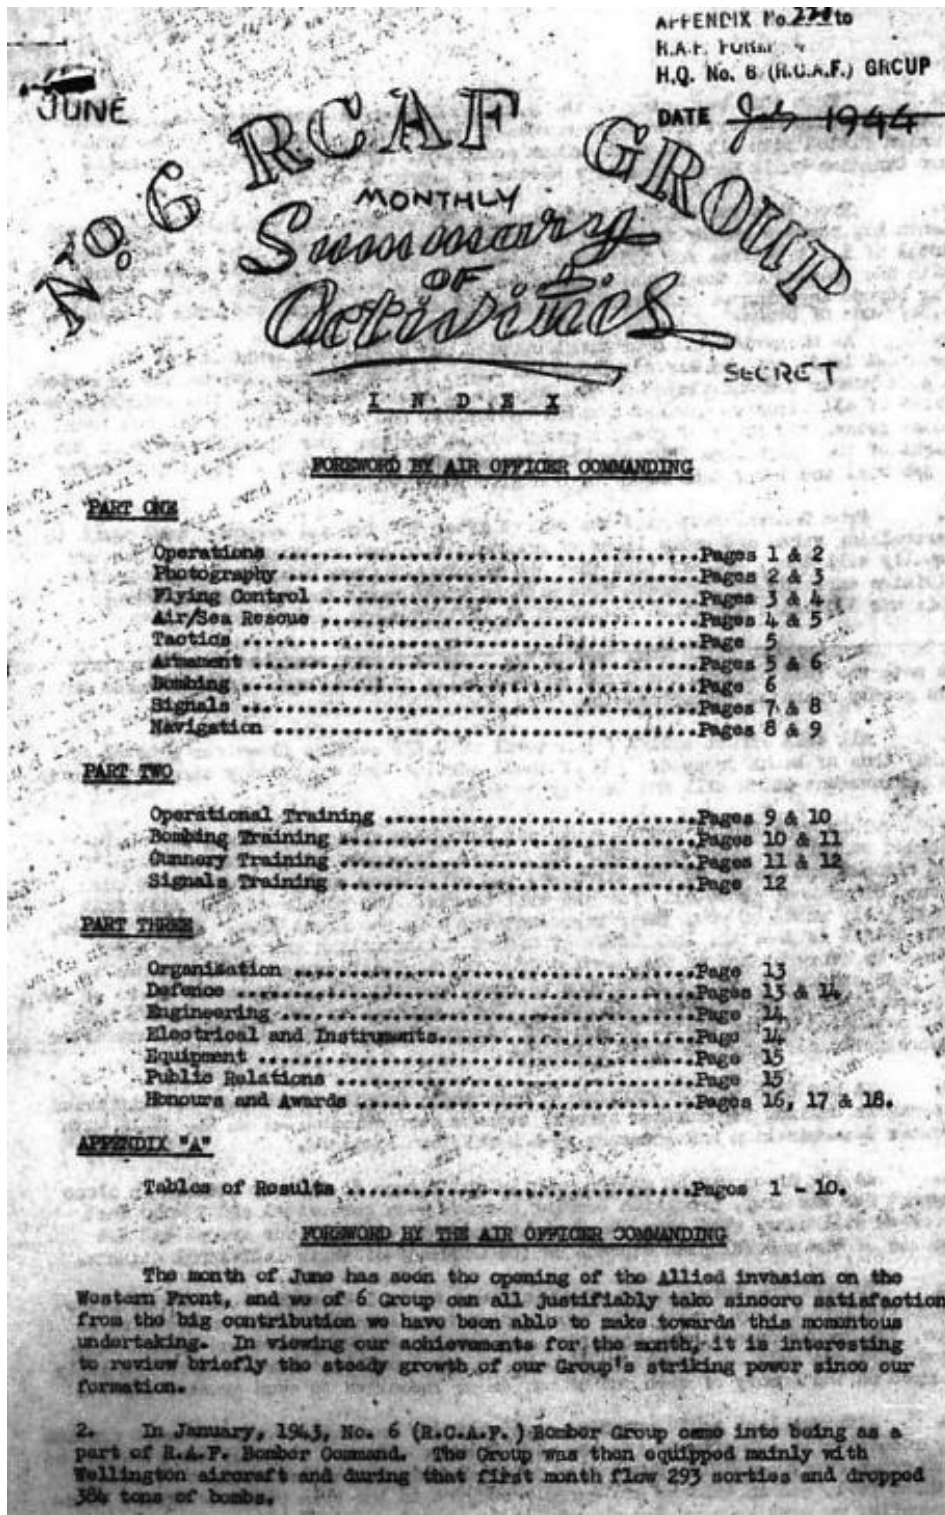 APPENDIX No. to
R.A.F. FORM
H.Q. No. 6 (R.C.A.F.) GROUP
JUNE
DATE July 1944
No. 6 RCAF GROUP
MONTHLY
Summary
OF
Activities
SECRET
I N D E X
FOREWORD BY AIR OFFICER COMMANDING
PART ONE
Operations ........................................Pages 1 & 2
Photography .......................................Pages 2 & 3
Flying Control ....................................Pages 3 & 4
Air/Sea Rescue ....................................Pages 4 & 5
Tactics ...........................................Page 5
Armament ..........................................Pages 5 & 6
Bombing ...........................................Page 6
Signals ...........................................Pages 7 & 8
Navigation ........................................Pages 8 & 9
PART TWO
Operational Training ..............................Pages 9 & 10
Bombing Training ..................................Pages 10 & 11
Gunnery Training ..................................Pages 11 & 12
Signals Training ..................................Page 12
PART THREE
Organisation ......................................Page 13
Defence ...........................................Pages 13 & 14
Engineering .......................................Page 14
Electrical and Instruments.........................Page 14
Equipment .........................................Page 15
Public Relations ..................................Page 15
Honours and Awards ................................Pages 16, 17 & 18.
APPENDIX "A"
Tables of Results .................................Pages 1 - 10.
FOREWORD BY THE AIR OFFICER COMMANDING
The month of June has seen the opening of the Allied invasion on the
Western Front, and we of 6 Group can all justifiably take sincere satisfaction
from the big contribution we have been able to make towards this momentous
undertaking. In viewing our achievements for the month, it is interesting
to review briefly the steady growth of our Group's striking power since our
formation.
2. In January, 1943, No. 6 (R.C.A.F.) Bomber Group came into being as a
part of R.A.F. Bomber Command. The Group was then equipped mainly with
Wellington aircraft and during that first month flew 293 sorties and dropped
384 tons of bombs.